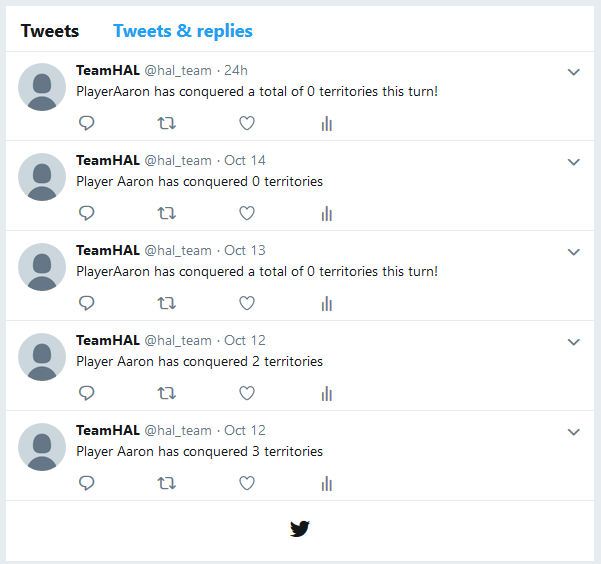 Tweets Tweets & replies
TeamHAL @hal_team · 24h
PlayerAaron has conquered a total of 0 territories this turn!
TeamHAL @hal_team · Oct 14
Player Aaron has conquered 0 territories
TeamHAL @hal_team · Oct 13
PlayerAaron has conquered a total of 0 territories this turn!
TeamHAL @hal_team · Oct 12
Player Aaron has conquered 2 territories
TeamHAL @hal_team · Oct 12
Player Aaron has conquered 3 territories